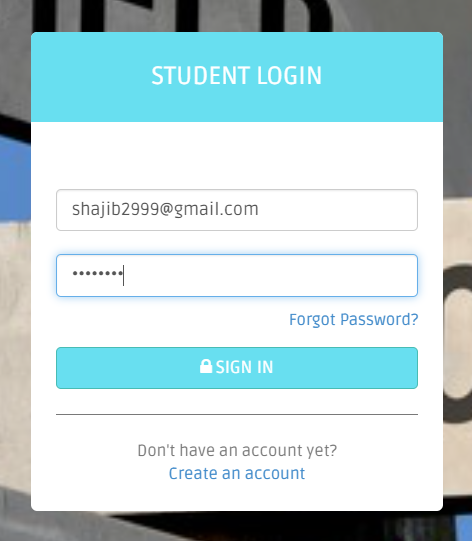 STUDENT LOGIN
shajib2999@gmail.com
••••••••
Forgot Password?
SIGN IN
Don't have an account yet?
Create an account